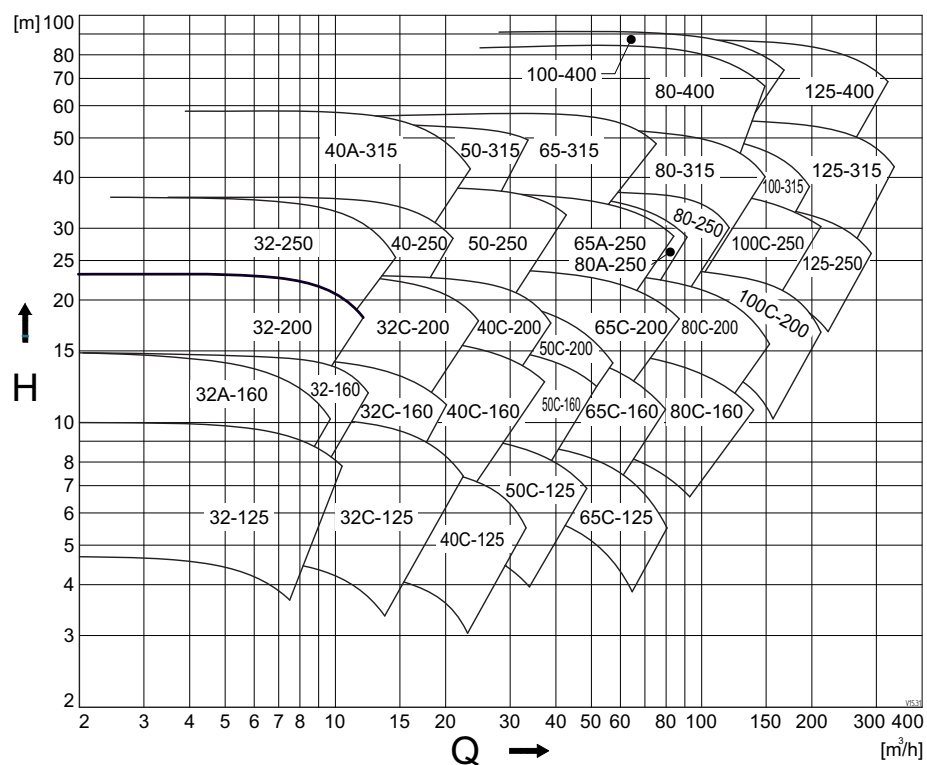 [m] 100
80
70
60
50
40
30
25
20
15
10
8
7
6
5
4
3
2
H
100-400
80-400
125-400
40A-315
50-315
65-315
80-315
100-315
125-315
32-250
40-250
50-250
65A-250
80A-250
80-250
100C-250
125-250
32-200
32C-200
40C-200
50C-200
65C-200
80C-200
100C-200
32A-160
32-160
32C-160
40C-160
50C-160
65C-160
80C-160
32-125
32C-125
40C-125
50C-125
65C-125
V15.31
2 3 4 5 6 7 8 10 15 20 30 40 50 60 80 100 150 200 300 400
Q [m³/h]